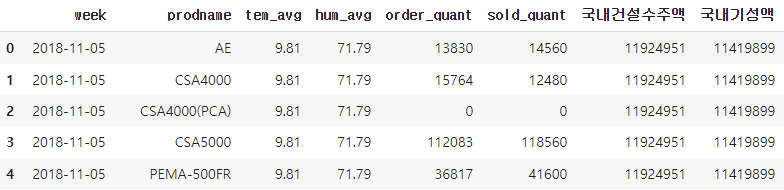 week prodname tem_avg hum_avg order_quant sold_quant 국내건설수주액 국내기성액
0 2018-11-05 AE 9.81 71.79 13830 14560 11924951 11419899
1 2018-11-05 CSA4000 9.81 71.79 15764 12480 11924951 11419899
2 2018-11-05 CSA4000(PCA) 9.81 71.79 0 0 11924951 11419899
3 2018-11-05 CSA5000 9.81 71.79 112083 118560 11924951 11419899
4 2018-11-05 PEMA-500FR 9.81 71.79 36817 41600 11924951 11419899